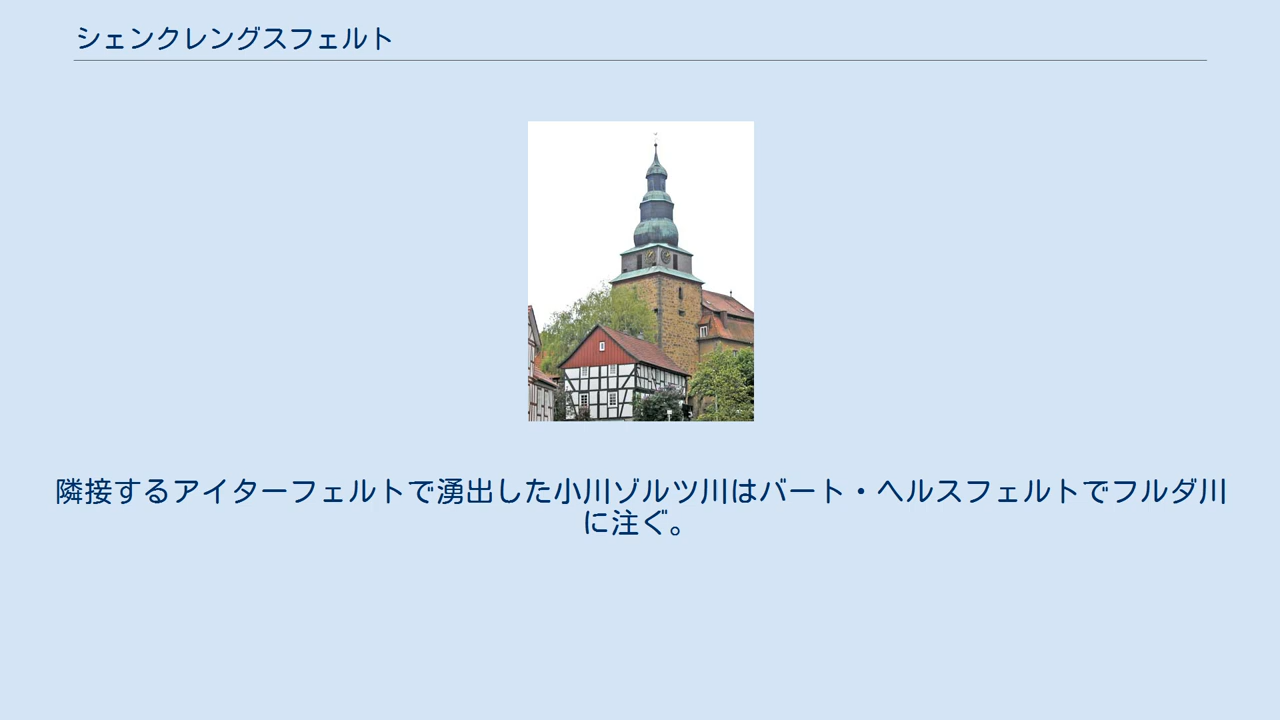 シェンクレングスフェルト
隣接するアイターフェルトで湧出した小川ゾルツ川はバート・ヘルスフェルトでフルダ川
に注ぐ。